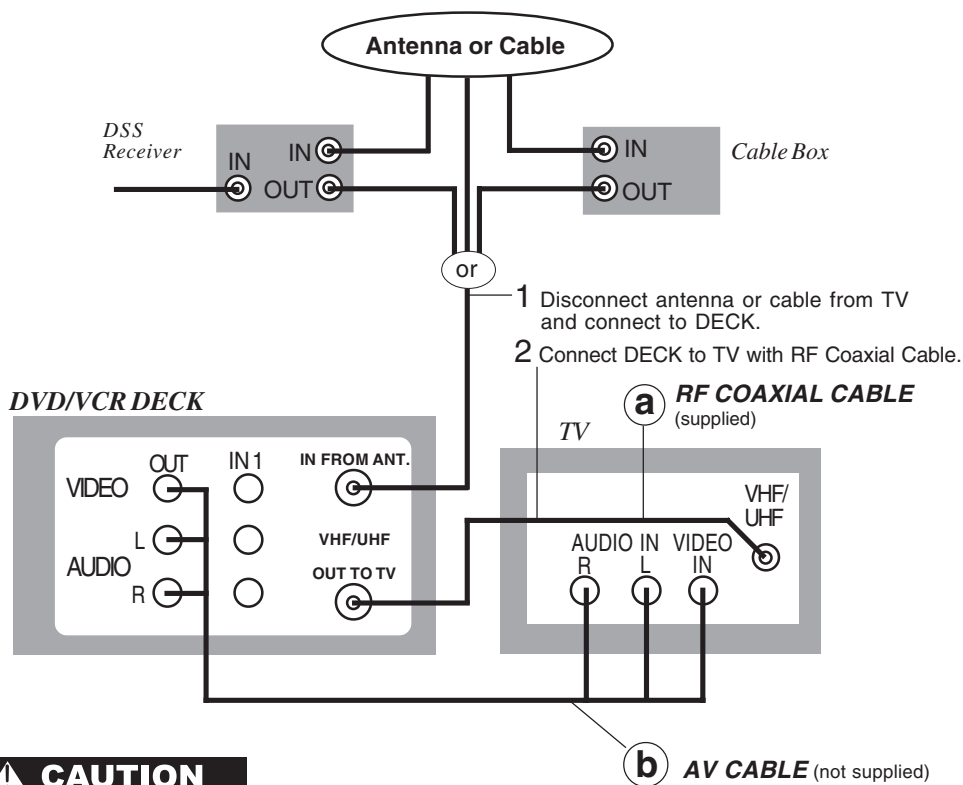 Antenna or Cable
DSS
Receiver
IN
IN
OUT
IN
OUT
Cable Box
or
1 Disconnect antenna or cable from TV
and connect to DECK.
2 Connect DECK to TV with RF Coaxial Cable.
DVD/VCR DECK
a RF COAXIAL CABLE
(supplied)
TV
OUT
IN 1
IN FROM ANT.
VIDEO
L
AUDIO
R
VHF/UHF
OUT TO TV
VHF/
UHF
AUDIO IN
R L
VIDEO
IN
b AV CABLE (not supplied)
CAUTION